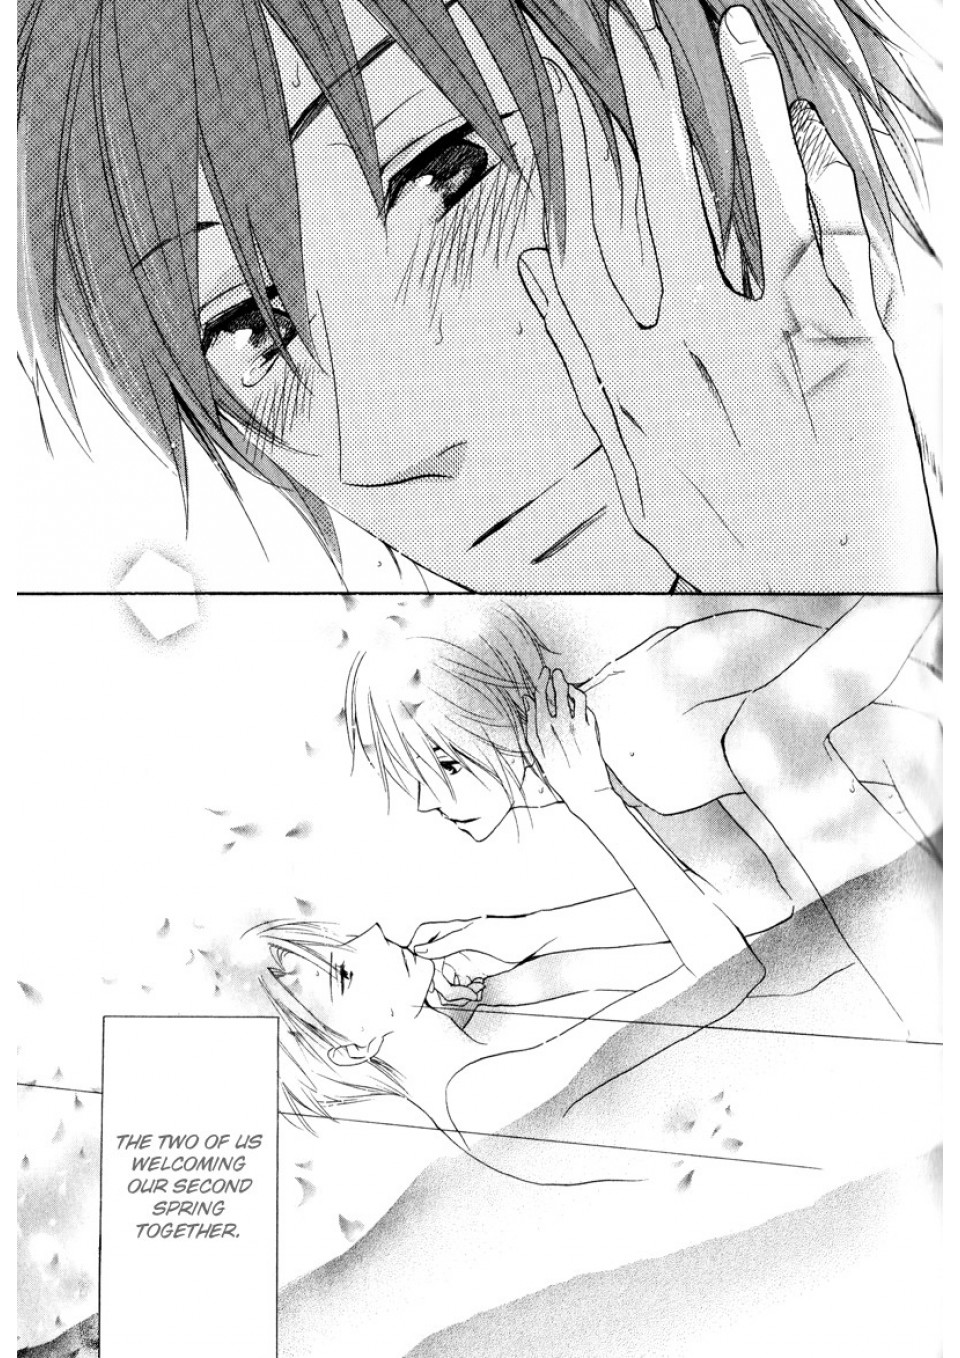 THE TWO OF US
WELCOMING
OUR SECOND
SPRING
TOGETHER.